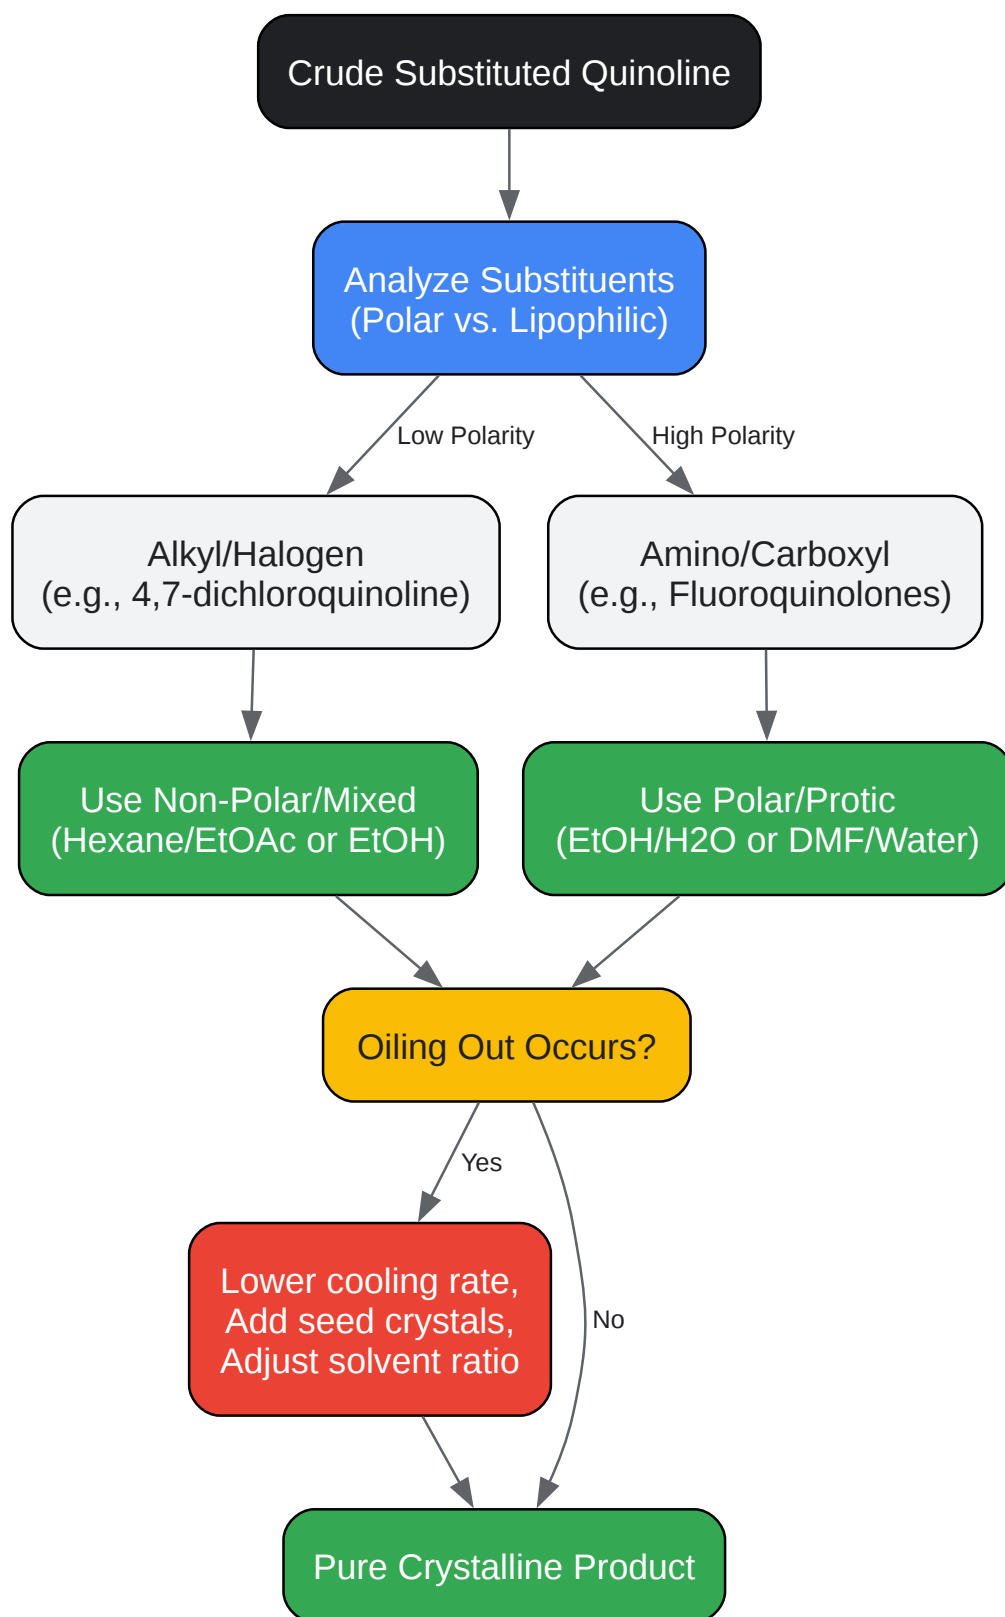 Crude Substituted Quinoline
Analyze Substituents
(Polar vs. Lipophilic)
Low Polarity
High Polarity
Alkyl/Halogen
(e.g., 4,7-dichloroquinoline)
Amino/Carboxyl
(e.g., Fluoroquinolones)
Use Non-Polar/Mixed
(Hexane/EtOAc or EtOH)
Use Polar/Protic
(EtOH/H2O or DMF/Water)
Oiling Out Occurs?
Yes
Lower cooling rate,
Add seed crystals,
Adjust solvent ratio
No
Pure Crystalline Product